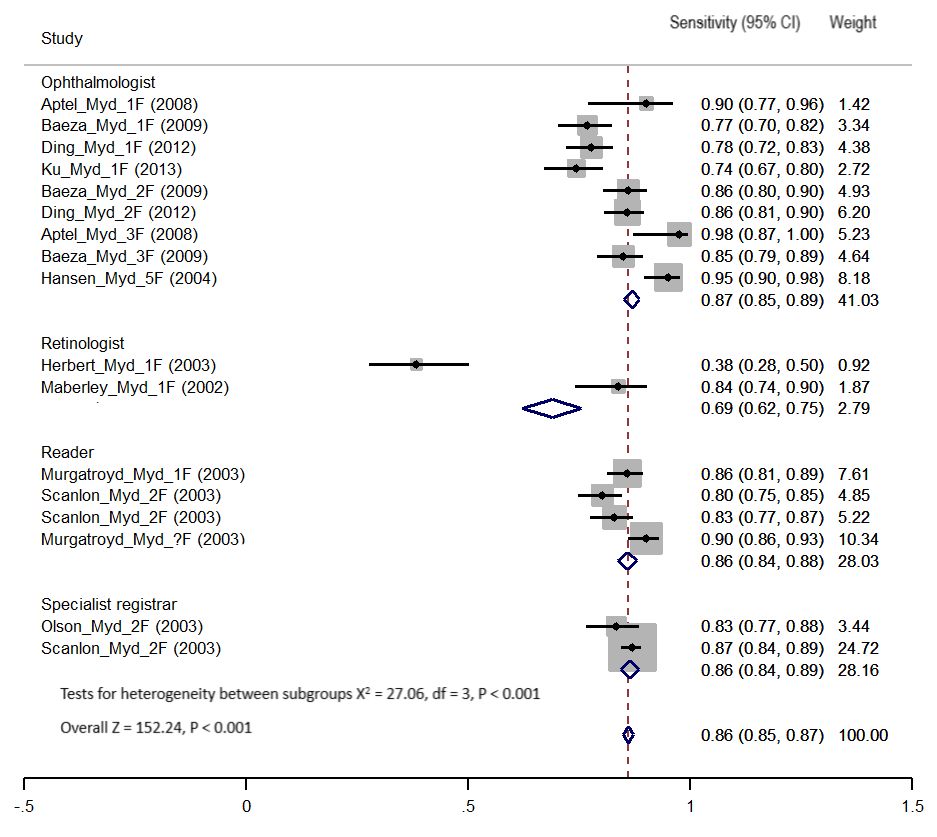 Sensitivity (95% CI) Weight
Study
Ophthalmologist
Aptel_Myd_1F (2008) 0.90 (0.77, 0.96) 1.42
Baeza_Myd_1F (2009) 0.77 (0.70, 0.82) 3.34
Ding_Myd_1F (2012) 0.78 (0.72, 0.83) 4.38
Ku_Myd_1F (2013) 0.74 (0.67, 0.80) 2.72
Baeza_Myd_2F (2009) 0.86 (0.80, 0.90) 4.93
Ding_Myd_2F (2012) 0.86 (0.81, 0.90) 6.20
Aptel_Myd_3F (2008) 0.98 (0.87, 1.00) 5.23
Baeza_Myd_3F (2009) 0.85 (0.79, 0.89) 4.64
Hansen_Myd_5F (2004) 0.95 (0.90, 0.98) 8.18
0.87 (0.85, 0.89) 41.03
Retinologist
Herbert_Myd_1F (2003) 0.38 (0.28, 0.50) 0.92
Maberley_Myd_1F (2002) 0.84 (0.74, 0.90) 1.87
0.69 (0.62, 0.75) 2.79
Reader
Murgatroyd_Myd_1F (2003) 0.86 (0.81, 0.89) 7.61
Scanlon_Myd_2F (2003) 0.80 (0.75, 0.85) 4.85
Scanlon_Myd_2F (2003) 0.83 (0.77, 0.87) 5.22
Murgatroyd_Myd_?F (2003) 0.90 (0.86, 0.93) 10.34
0.86 (0.84, 0.88) 28.03
Specialist registrar
Olson_Myd_2F (2003) 0.83 (0.77, 0.88) 3.44
Scanlon_Myd_2F (2003) 0.87 (0.84, 0.89) 24.72
0.86 (0.84, 0.89) 28.16
Tests for heterogeneity between subgroups X² = 27.06, df = 3, P < 0.001
Overall Z = 152.24, P < 0.001
0.86 (0.85, 0.87) 100.00
-.5 0 .5 1 1.5